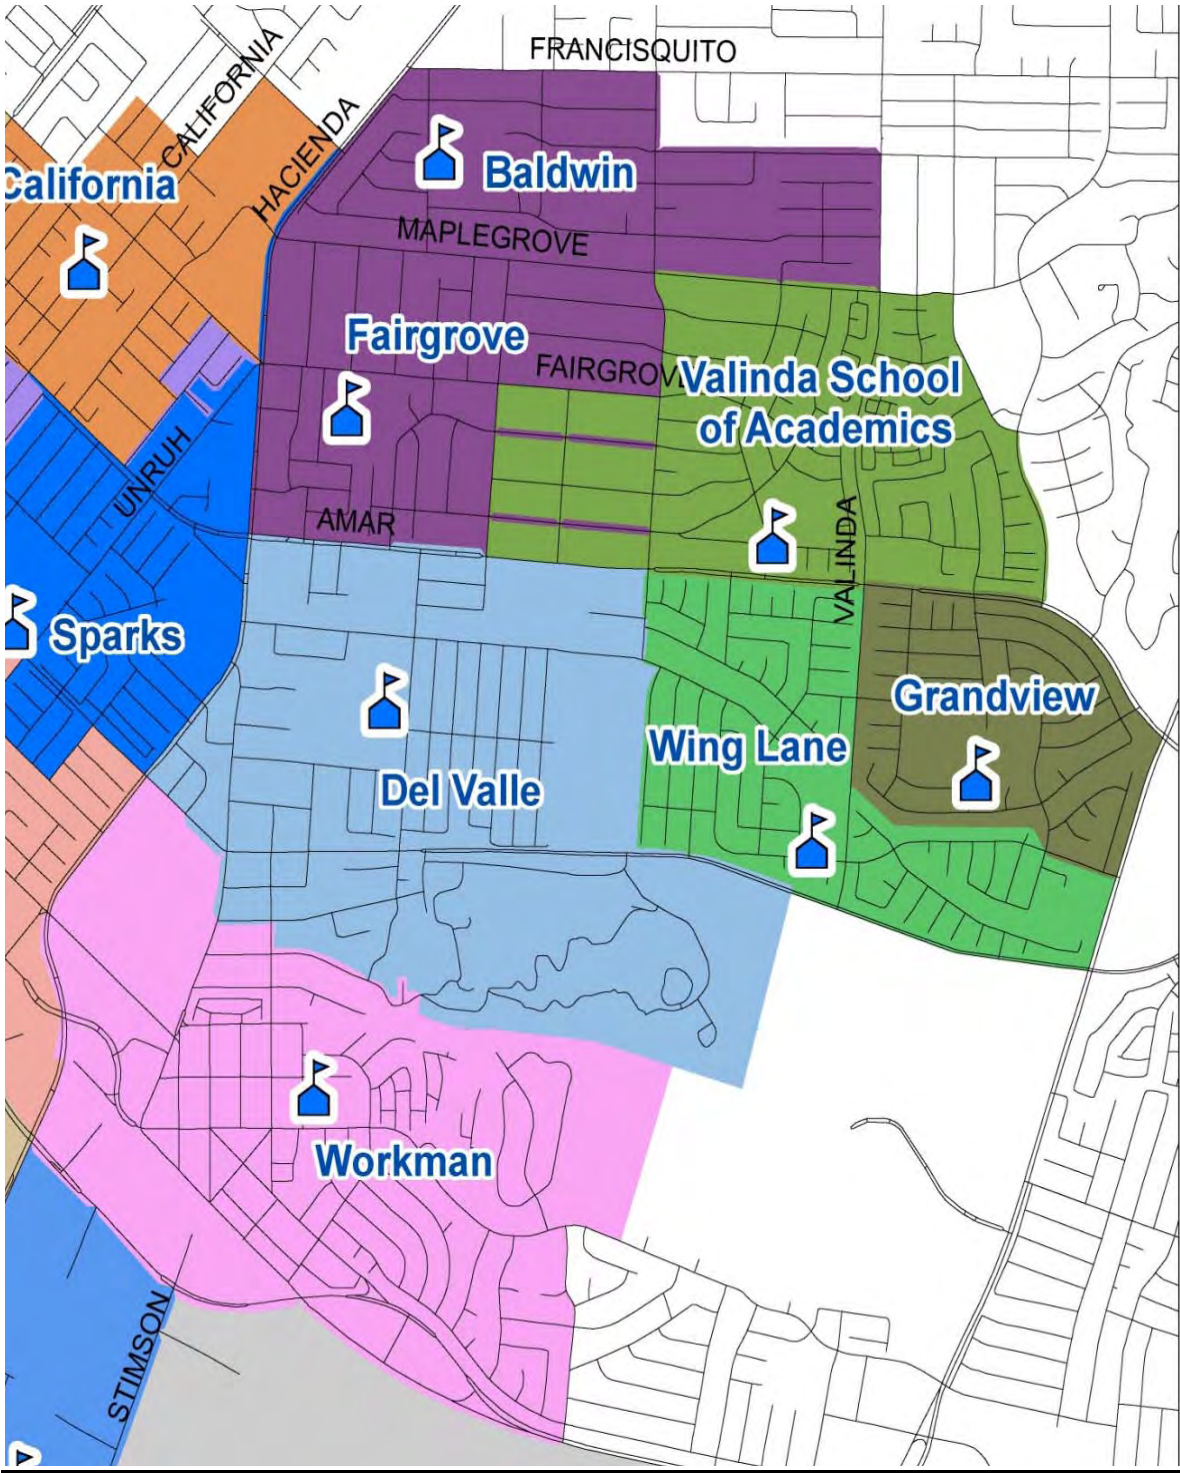 FRANCISQUITO
CALIFORNIA
HACIENDA
California
Baldwin
MAPLEGROVE
Fairgrove
FAIRGROVE
Valinda School
of Academics
UNRUH
AMAR
VALINDA
Sparks
Grandview
Wing Lane
Del Valle
Workman
STIMSON